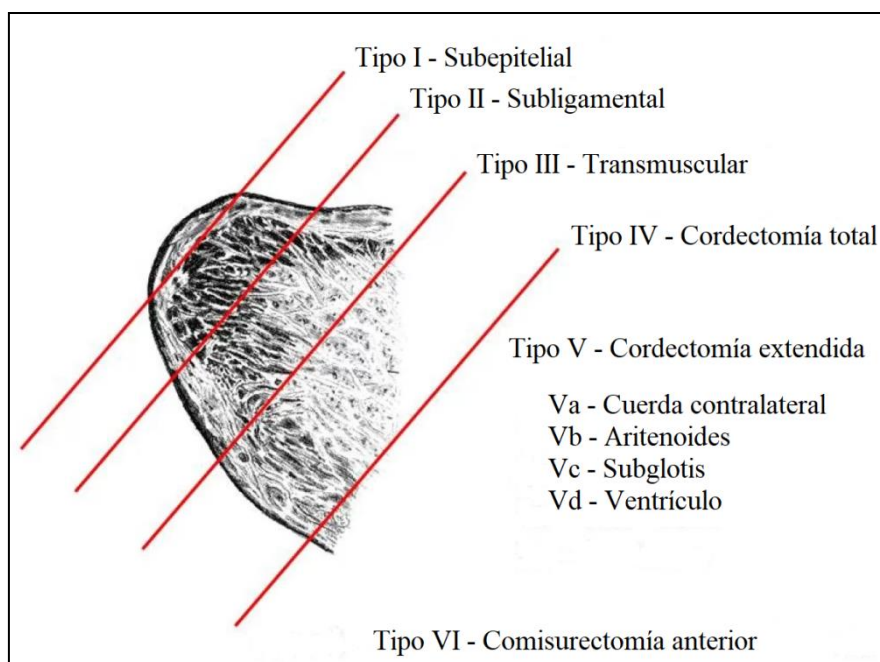 Tipo I - Subepitelial
Tipo II - Subligamental
Tipo III - Transmuscular
Tipo IV - Cordectomía total
Tipo V - Cordectomía extendida
Va - Cuerda contralateral
Vb - Aritenoides
Vc - Subglotis
Vd - Ventrículo
Tipo VI - Comisurectomía anterior